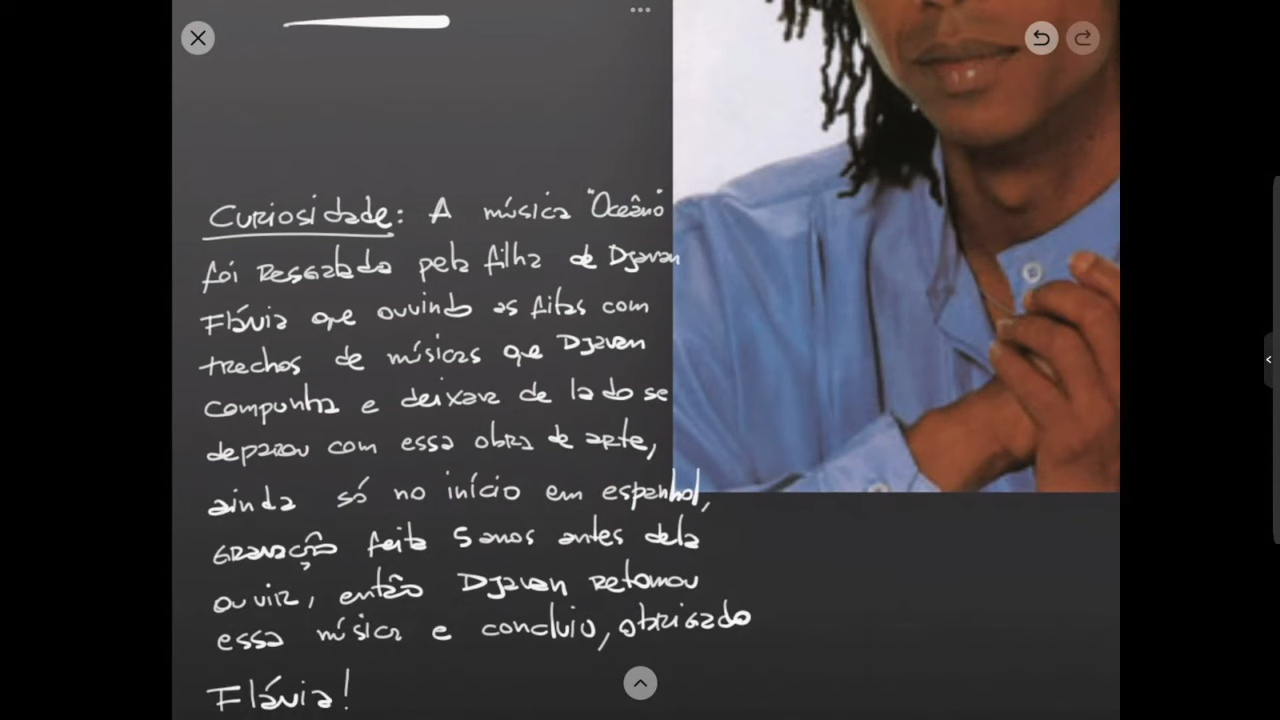 Curiosidade: A música "Oceâno"
foi resgatada pela filha de Djavan
Flávia que ouvindo as fitas com
trechos de músicas que Djavan
compunha e deixava de lado se
deparou com essa obra de arte,
ainda só no início em espanhol,
gravação feita 5 anos antes dela
ouvir, então Djavan retomou
essa música e concluio, obrigado
Flávia!